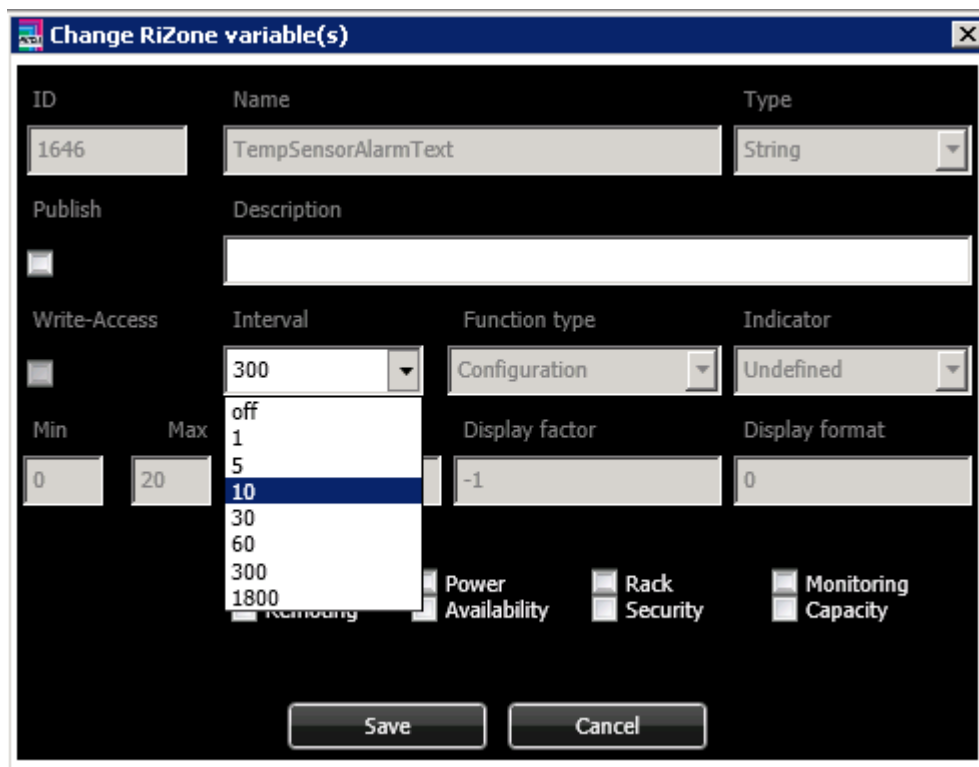 Change RiZone variable(s)
ID Name Type
1646 TempSensorAlarmText String
Publish Description
Write-Access Interval Function type Indicator
300 Configuration Undefined
off
Min Max 1 Display factor Display format
5
0 20 10 -1 0
30
60
300 Power Rack Monitoring
1800 Availability Security Capacity
Save Cancel